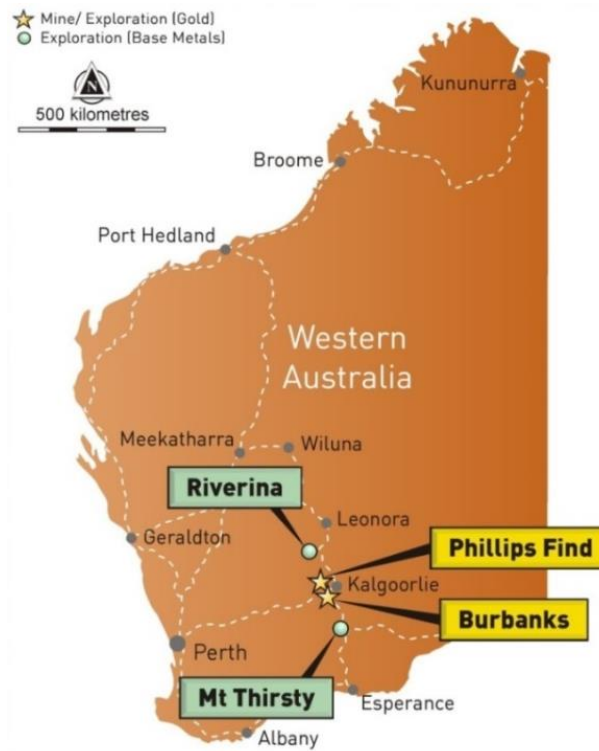 Mine/ Exploration (Gold)
Exploration (Base Metals)
N
500 kilometres
Kununurra
Broome
Port Hedland
Western
Australia
Meekatharra
Wiluna
Riverina
Leonora
Geraldton
Phillips Find
Kalgoorlie
Burbanks
Perth
Mt Thirsty
Esperance
Albany